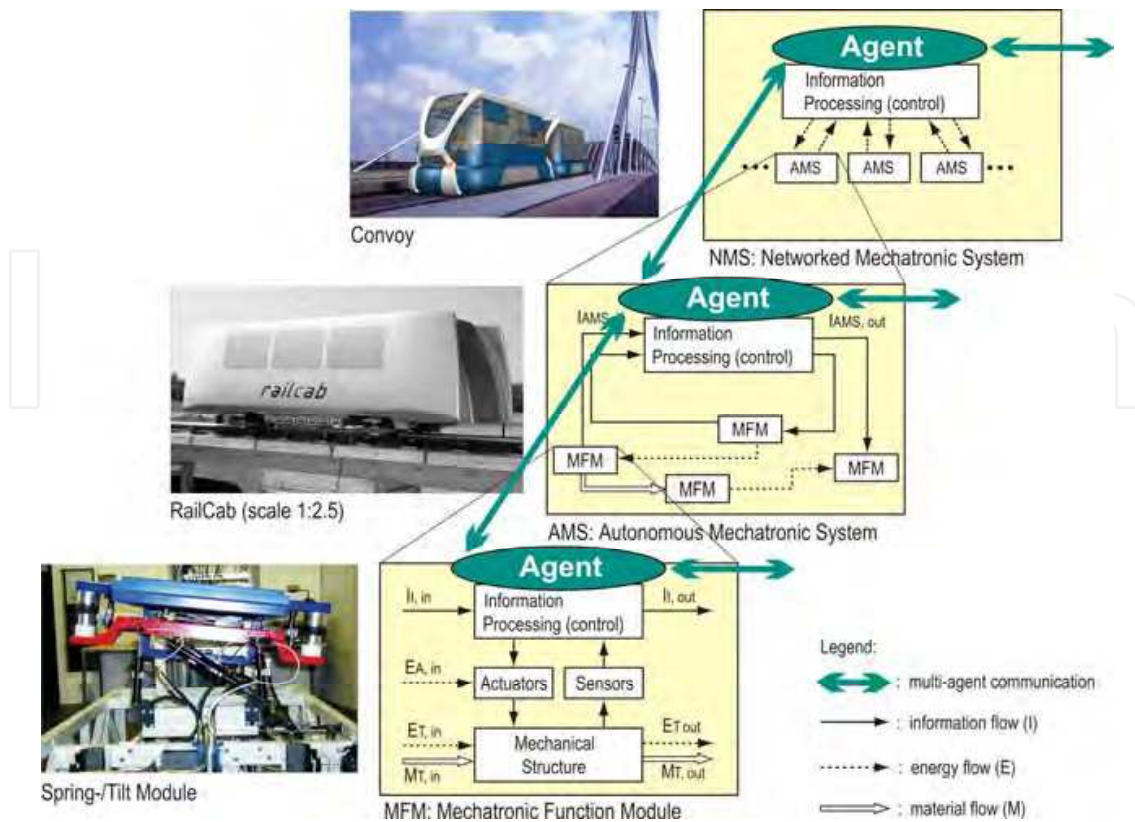 Agent
Information
Processing (control)
AMS
AMS
AMS
Convoy
NMS: Networked Mechatronic System
Agent
IAMS
IAMS, out
Information
Processing (control)
railcab
MFM
MFM
MFM
MFM
RailCab (scale 1:2.5)
AMS: Autonomous Mechatronic System
Agent
II, in
Information
Processing (control)
II, out
EA, in
Actuators
Sensors
ET, in
Mechanical
Structure
ET out
MT, in
MT, out
Spring-/Tilt Module
MFM: Mechatronic Function Module
Legend:
: multi-agent communication
: information flow (I)
: energy flow (E)
: material flow (M)